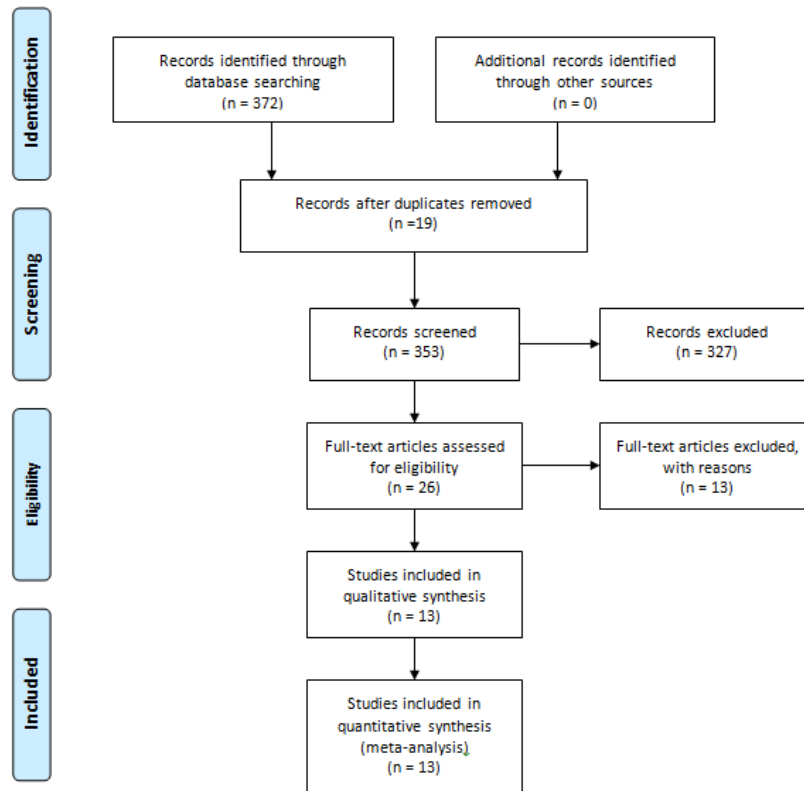 Identification
Records identified through
database searching
(n = 372)
Additional records identified
through other sources
(n = 0)
Records after duplicates removed
(n =19)
Screening
Records screened
(n = 353)
Records excluded
(n = 327)
Eligibility
Full-text articles assessed
for eligibility
(n = 26)
Full-text articles excluded,
with reasons
(n = 13)
Studies included in
qualitative synthesis
(n = 13)
Included
Studies included in
quantitative synthesis
(meta-analysis)
(n = 13)